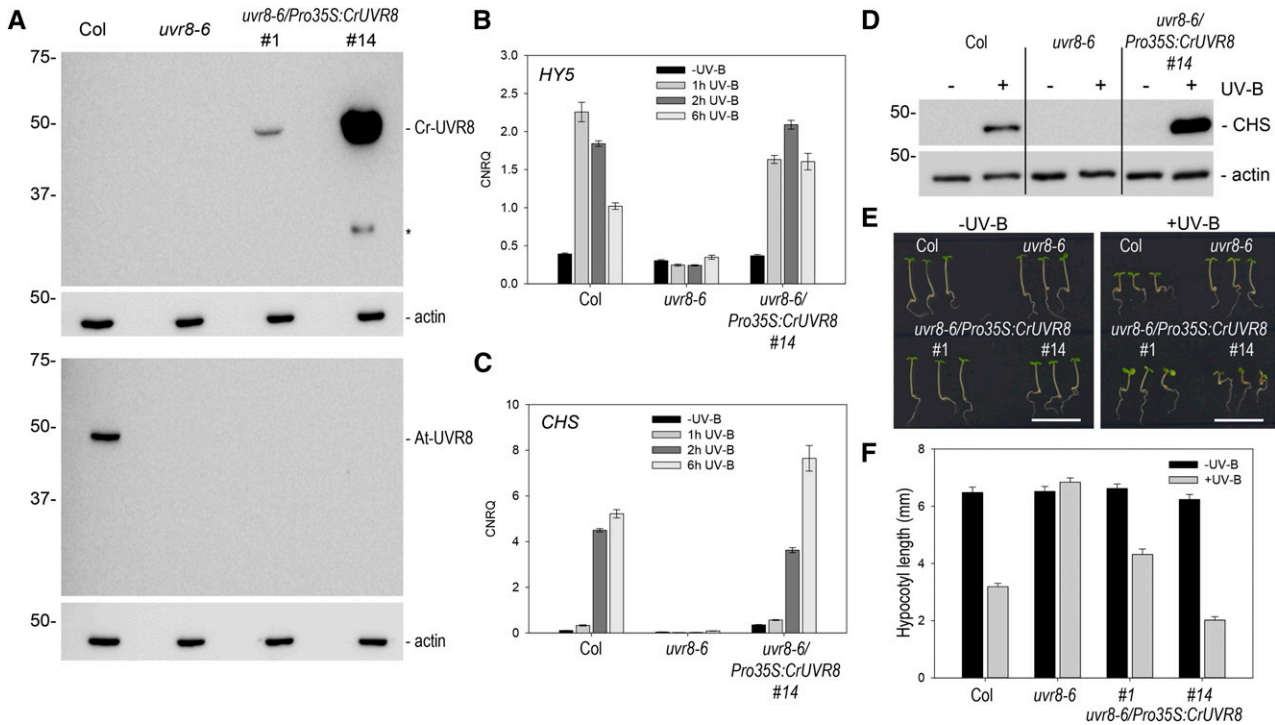 A
Col
uvr8-6
uvr8-6/Pro35S:CrUVR8
#1
#14
75-
50-
37-
- Cr-UVR8
*
50-
- actin
75-
50-
37-
- At-UVR8
50-
- actin
B
HY5
-UV-B
1h UV-B
2h UV-B
6h UV-B
CNRQ
3.0
2.5
2.0
1.5
1.0
0.5
0.0
Col
uvr8-6
uvr8-6/
Pro35S:CrUVR8
#14
C
CHS
-UV-B
1h UV-B
2h UV-B
6h UV-B
CNRQ
10
8
6
4
2
0
Col
uvr8-6
uvr8-6/
Pro35S:CrUVR8
#14
D
Col
uvr8-6
uvr8-6/
Pro35S:CrUVR8
#14
- + - + - + UV-B
50-
- CHS
50-
- actin
E
-UV-B
+UV-B
Col
uvr8-6
uvr8-6/Pro35S:CrUVR8
#1
#14
Col
uvr8-6
uvr8-6/Pro35S:CrUVR8
#1
#14
F
-UV-B
+UV-B
Hypocotyl length (mm)
8
6
4
2
0
Col
uvr8-6
#1
#14
uvr8-6/Pro35S:CrUVR8